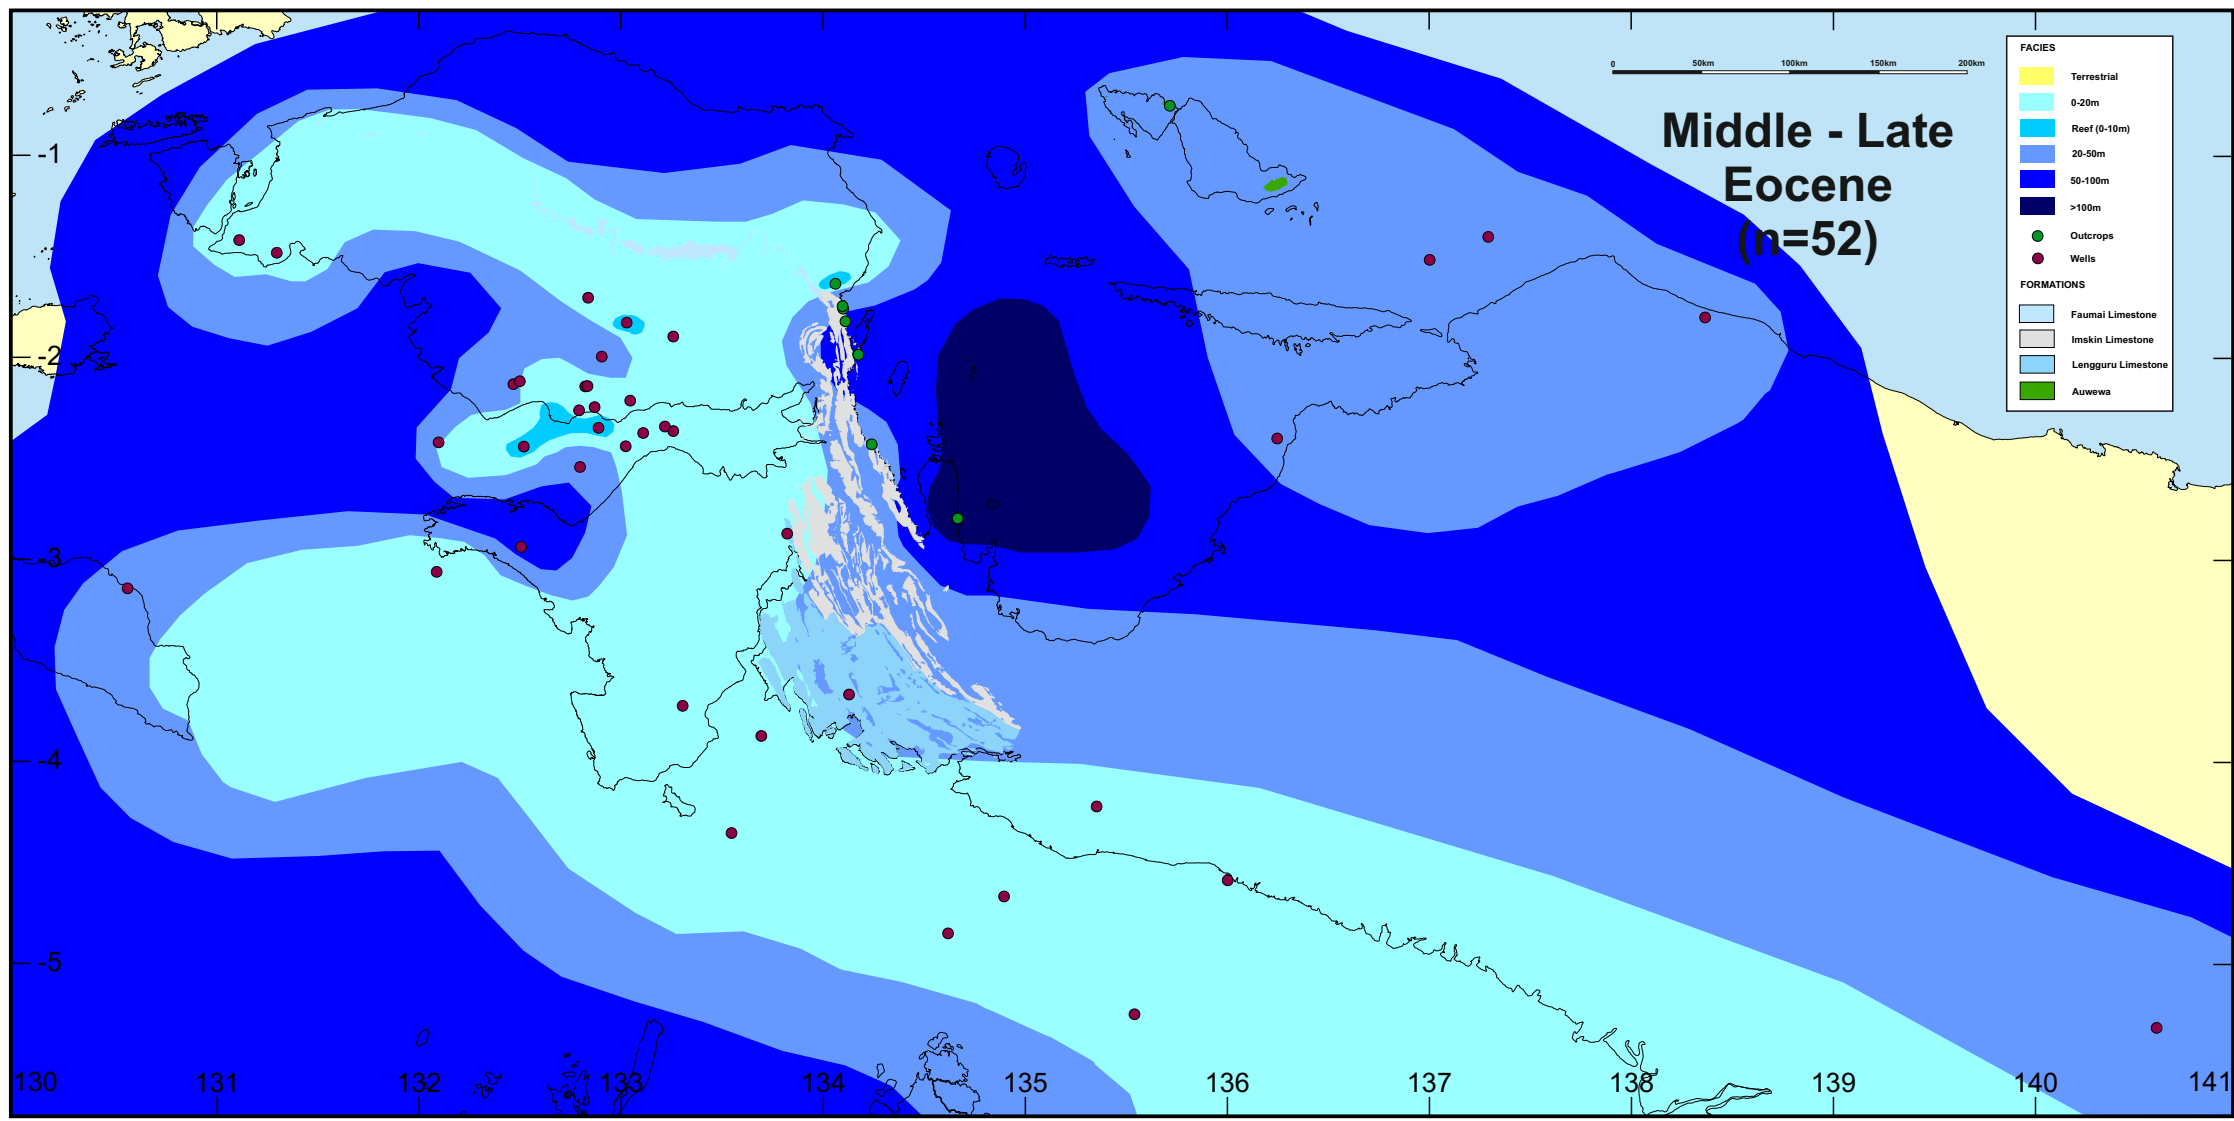 0 50km 100km 150km 200km
Middle - Late
Eocene
(n=52)
FACIES
Terrestrial
0-20m
Reef (0-10m)
20-50m
50-100m
>100m
Outcrops
Wells
FORMATIONS
Faumai Limestone
Imskin Limestone
Lengguru Limestone
Auwewa
-1
-2
-3
-4
-5
130 131 132 133 134 135 136 137 138 139 140 141